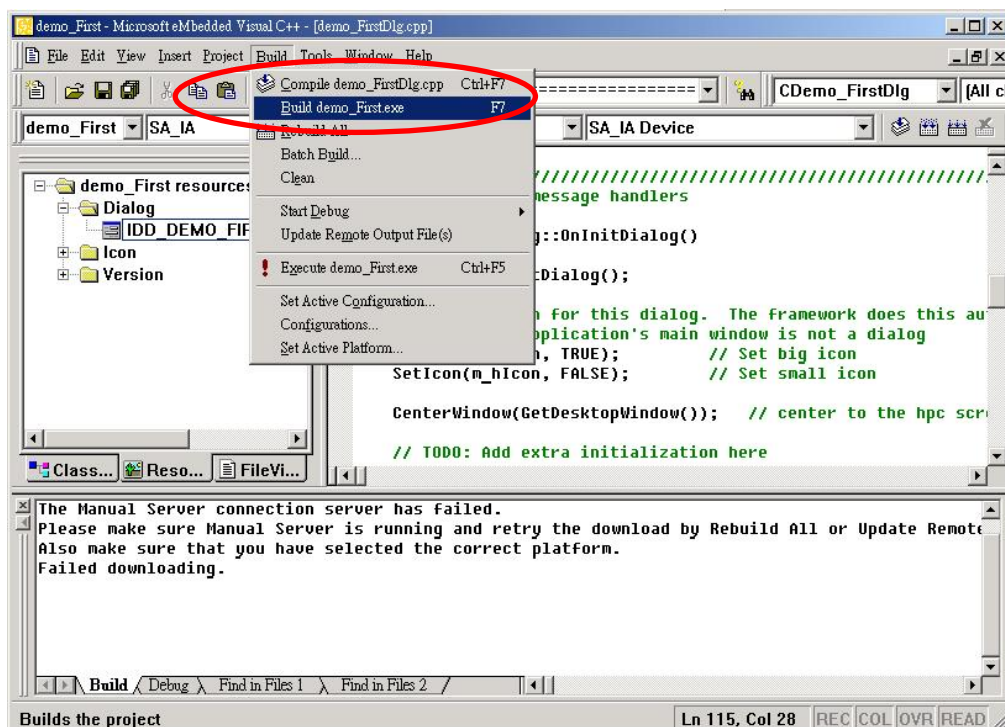 demo_First - Microsoft eMbedded Visual C++ - [demo_FirstDlg.cpp]
File Edit View Insert Project Build Tools Window Help
CDemo_FirstDlg
demo_First SA_IA SA_IA Device
Compile demo_FirstDlg.cpp Ctrl+F7
Build demo_First.exe F7
Rebuild All
Batch Build...
Clean
Start Debug
Update Remote Output File(s)
Execute demo_First.exe Ctrl+F5
Set Active Configuration...
Configurations...
Set Active Platform...
demo_First resources
Dialog
IDD_DEMO_FIR
Icon
Version
Class... Reso... FileVi...
message handlers
g::OnInitDialog()
tDialog();
n for this dialog. The framework does this au
pplication's main window is not a dialog
n, TRUE); // Set big icon
SetIcon(m_hIcon, FALSE); // Set small icon
CenterWindow(GetDesktopWindow()); // center to the hpc scre
// TODO: Add extra initialization here
The Manual Server connection server has failed.
Please make sure Manual Server is running and retry the download by Rebuild All or Update Remote
Also make sure that you have selected the correct platform.
Failed downloading.
Build Debug Find in Files 1 Find in Files 2
Builds the project Ln 115, Col 28 REC COL OVR READ